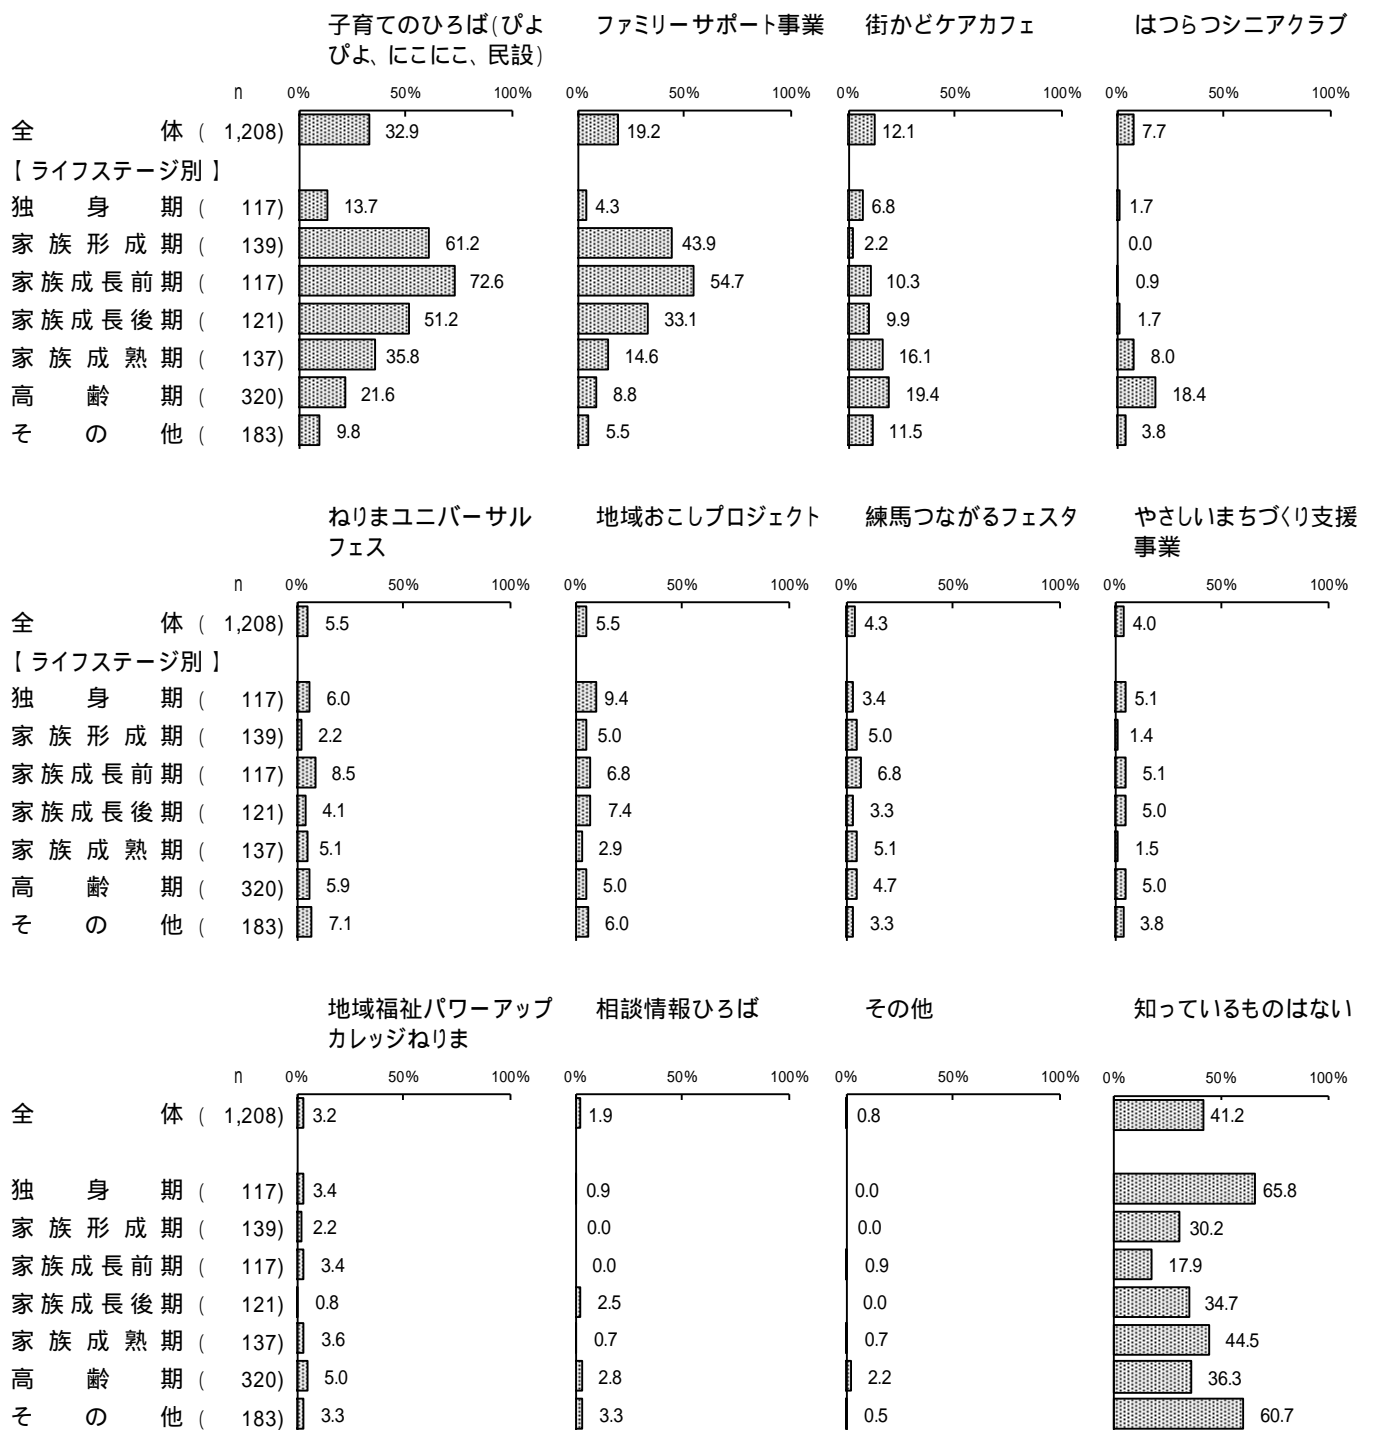 子育てのひろば(ぴよ ファミリーサポート事業 街かどケアカフェ はつらつシニアクラブ
ぴよ、にこにこ、民設)
n 0% 50% 100% 0% 50% 100% 0% 50% 100% 0% 50% 100%
全体 ( 1,208) 32.9 19.2 12.1 7.7
【ライフステージ別】
独身期 ( 117) 13.7 4.3 6.8 1.7
家族形成期 ( 139) 61.2 43.9 2.2 0.0
家族成長前期 ( 117) 72.6 54.7 10.3 0.9
家族成長後期 ( 121) 51.2 33.1 9.9 1.7
家族成熟期 ( 137) 35.8 14.6 16.1 8.0
高齢期 ( 320) 21.6 8.8 19.4 18.4
その他 ( 183) 9.8 5.5 11.5 3.8
ねりまユニバーサル 地域おこしプロジェクト 練馬つながるフェスタ やさしいまちづくり支援
フェス 事業
n 0% 50% 100% 0% 50% 100% 0% 50% 100% 0% 50% 100%
全体 ( 1,208) 5.5 5.5 4.3 4.0
【ライフステージ別】
独身期 ( 117) 6.0 9.4 3.4 5.1
家族形成期 ( 139) 2.2 5.0 5.0 1.4
家族成長前期 ( 117) 8.5 6.8 6.8 5.1
家族成長後期 ( 121) 4.1 7.4 3.3 5.0
家族成熟期 ( 137) 5.1 2.9 5.1 1.5
高齢期 ( 320) 5.9 5.0 4.7 5.0
その他 ( 183) 7.1 6.0 3.3 3.8
地域福祉パワーアップ 相談情報ひろば その他 知っているものはない
カレッジねりま
n 0% 50% 100% 0% 50% 100% 0% 50% 100% 0% 50% 100%
全体 ( 1,208) 3.2 1.9 0.8 41.2
独身期 ( 117) 3.4 0.9 0.0 65.8
家族形成期 ( 139) 2.2 0.0 0.0 30.2
家族成長前期 ( 117) 3.4 0.0 0.9 17.9
家族成長後期 ( 121) 0.8 2.5 0.0 34.7
家族成熟期 ( 137) 3.6 0.7 0.7 44.5
高齢期 ( 320) 5.0 2.8 2.2 36.3
その他 ( 183) 3.3 3.3 0.5 60.7